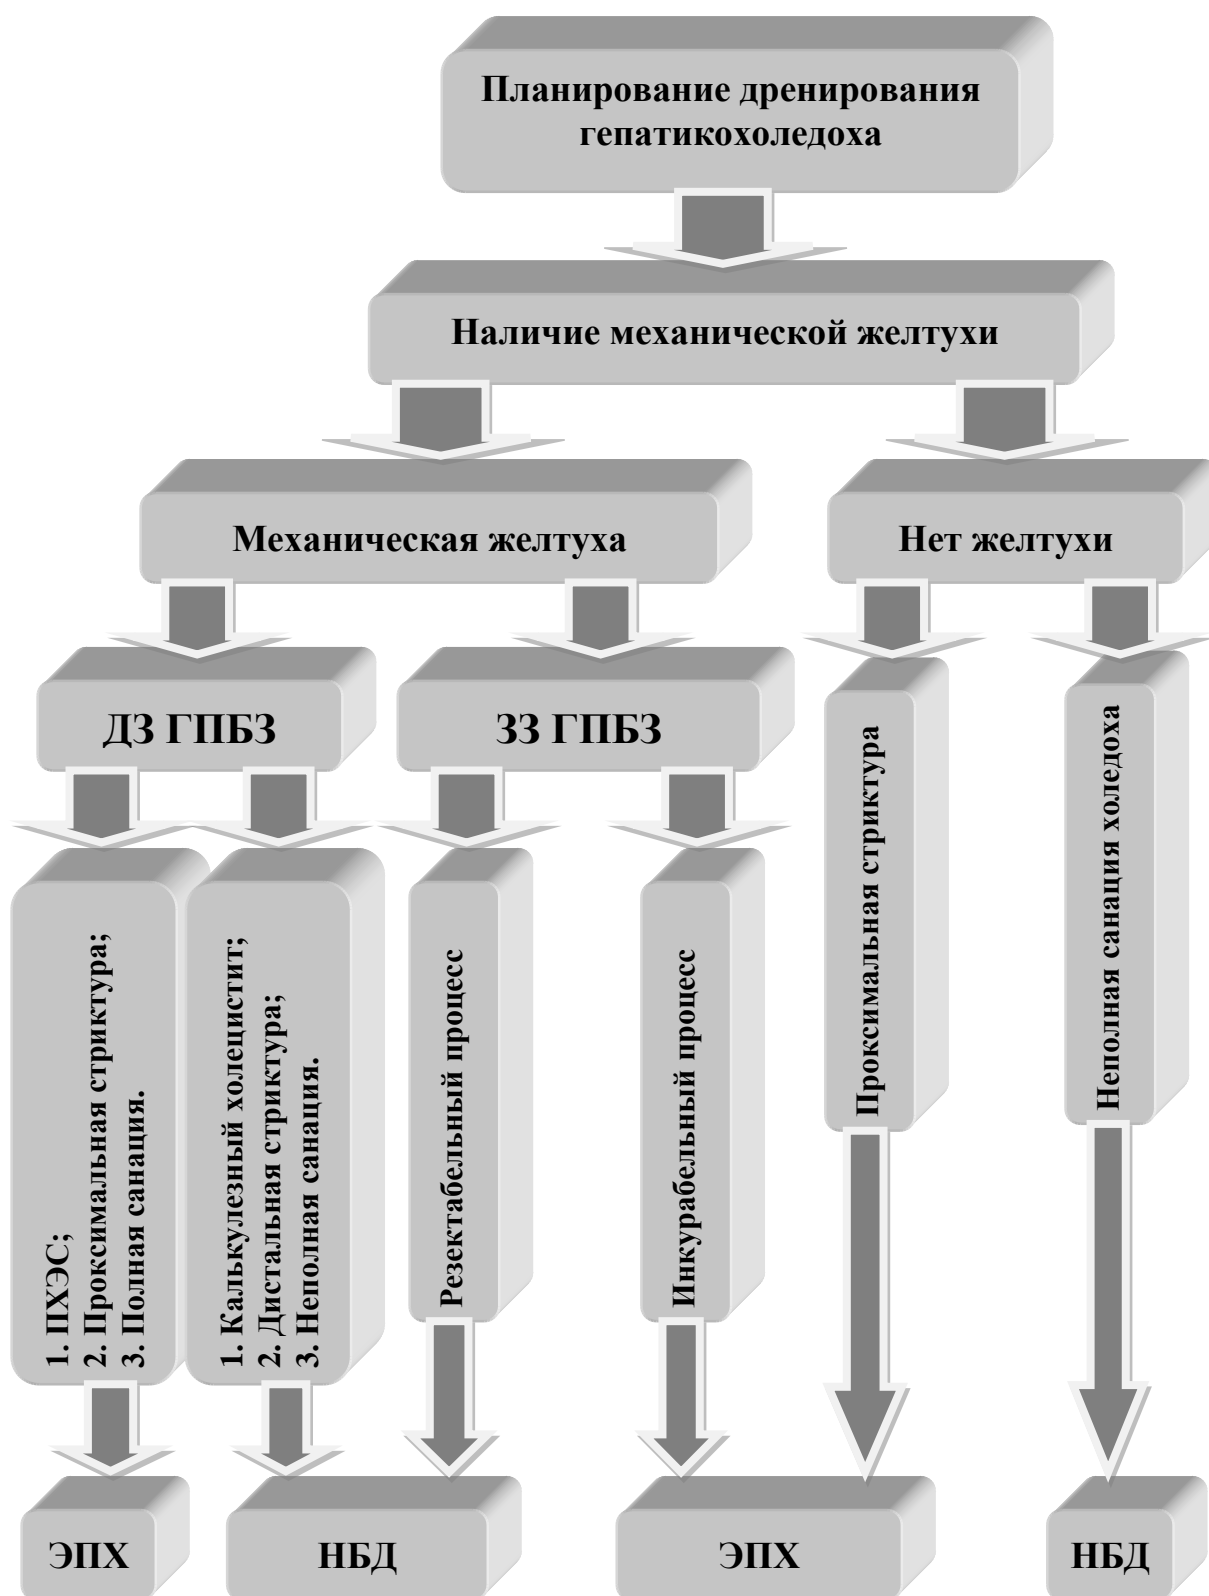 Планирование дренирования
гепатикохоледоха
Наличие механической желтухи
Механическая желтуха
Нет желтухи
ДЗ ГПБЗ
ЗЗ ГПБЗ
1. ПХЭС;
2. Проксимальная стриктура;
3. Полная санация.
1. Калькулезный холецистит;
2. Дистальная стриктура;
3. Неполная санация.
Резектабельный процесс
Инкурабельный процесс
Проксимальная стриктура
Неполная санация холедоха
ЭПХ
НБД
ЭПХ
НБД